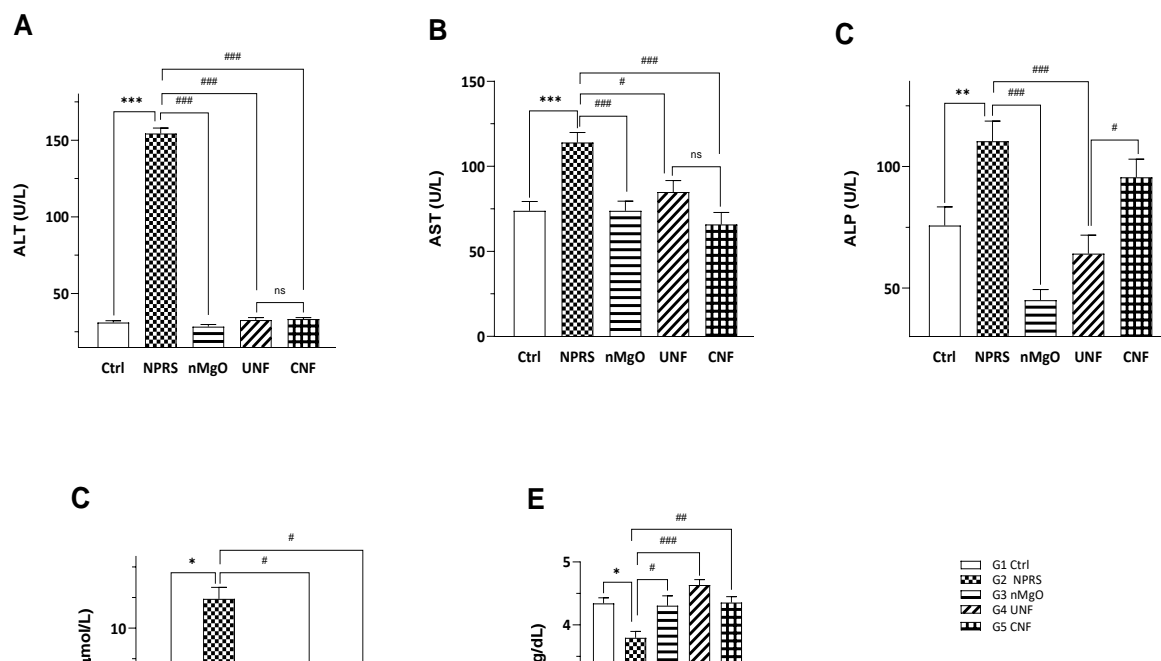 A
###
###
***
###
150
100
50
ns
ALT (U/L)
Ctrl NPRS nMgO UNF CNF
B
###
#
***
###
ns
150
100
50
0
AST (U/L)
Ctrl NPRS nMgO UNF CNF
C
###
**
###
#
100
50
ALP (U/L)
Ctrl NPRS nMgO UNF CNF
C
#
*
#
10
mol/L)
E
##
###
*
#
5
4
g/dL)
G1 Ctrl
G2 NPRS
G3 nMgO
G4 UNF
G5 CNF